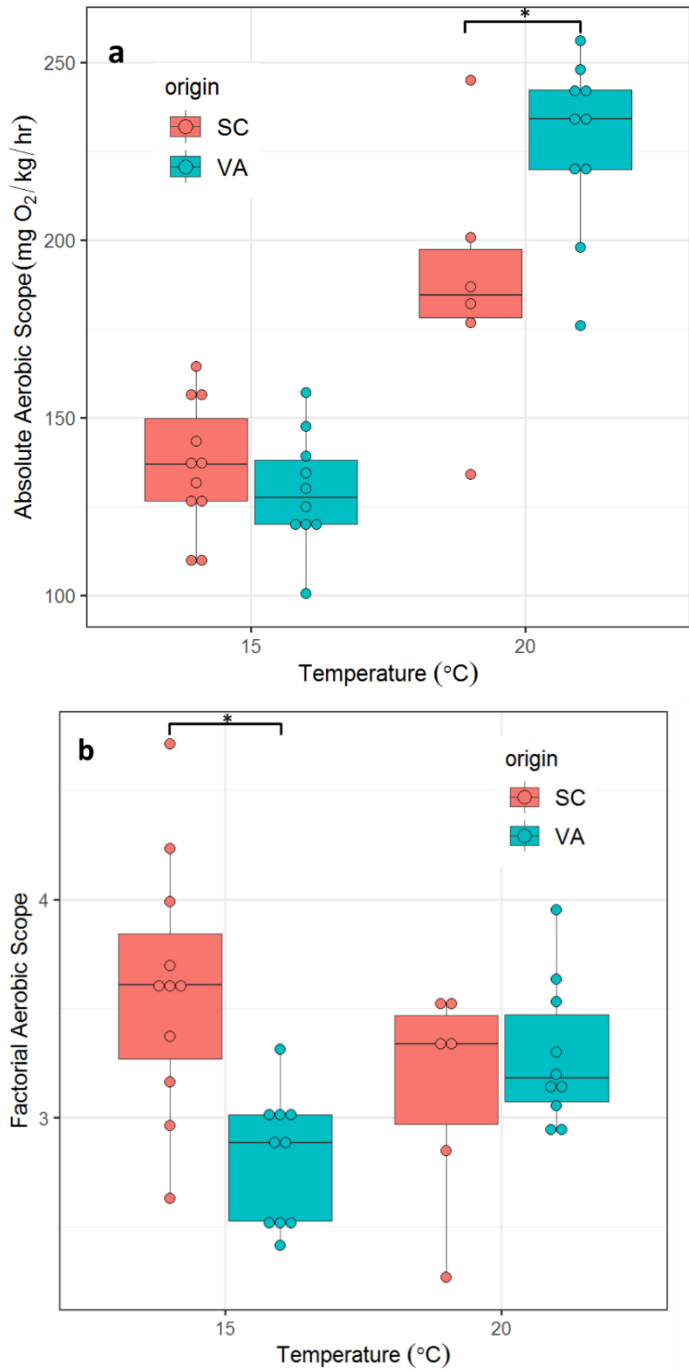 *
a
origin
SC
VA
250
200
150
100
Absolute Aerobic Scope(mg O₂/ kg/ hr)
15
20
Temperature (°C)
*
b
origin
SC
VA
4
3
Factorial Aerobic Scope
15
20
Temperature (°C)